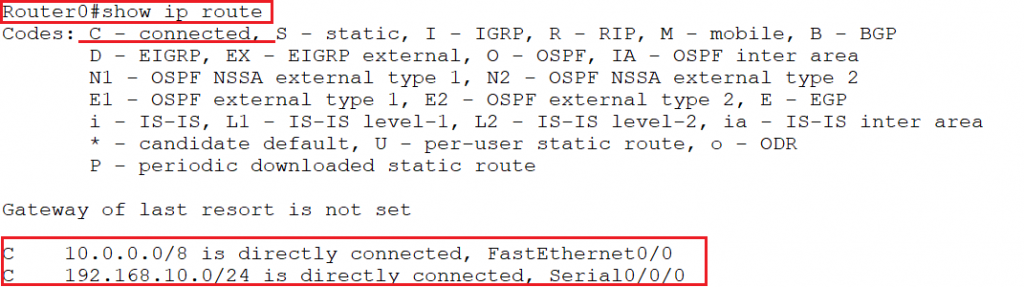 Router0#show ip route
Codes: C - connected, S - static, I - IGRP, R - RIP, M - mobile, B - BGP
D - EIGRP, EX - EIGRP external, O - OSPF, IA - OSPF inter area
N1 - OSPF NSSA external type 1, N2 - OSPF NSSA external type 2
E1 - OSPF external type 1, E2 - OSPF external type 2, E - EGP
i - IS-IS, L1 - IS-IS level-1, L2 - IS-IS level-2, ia - IS-IS inter area
* - candidate default, U - per-user static route, o - ODR
P - periodic downloaded static route
Gateway of last resort is not set
C 10.0.0.0/8 is directly connected, FastEthernet0/0
C 192.168.10.0/24 is directly connected, Serial0/0/0